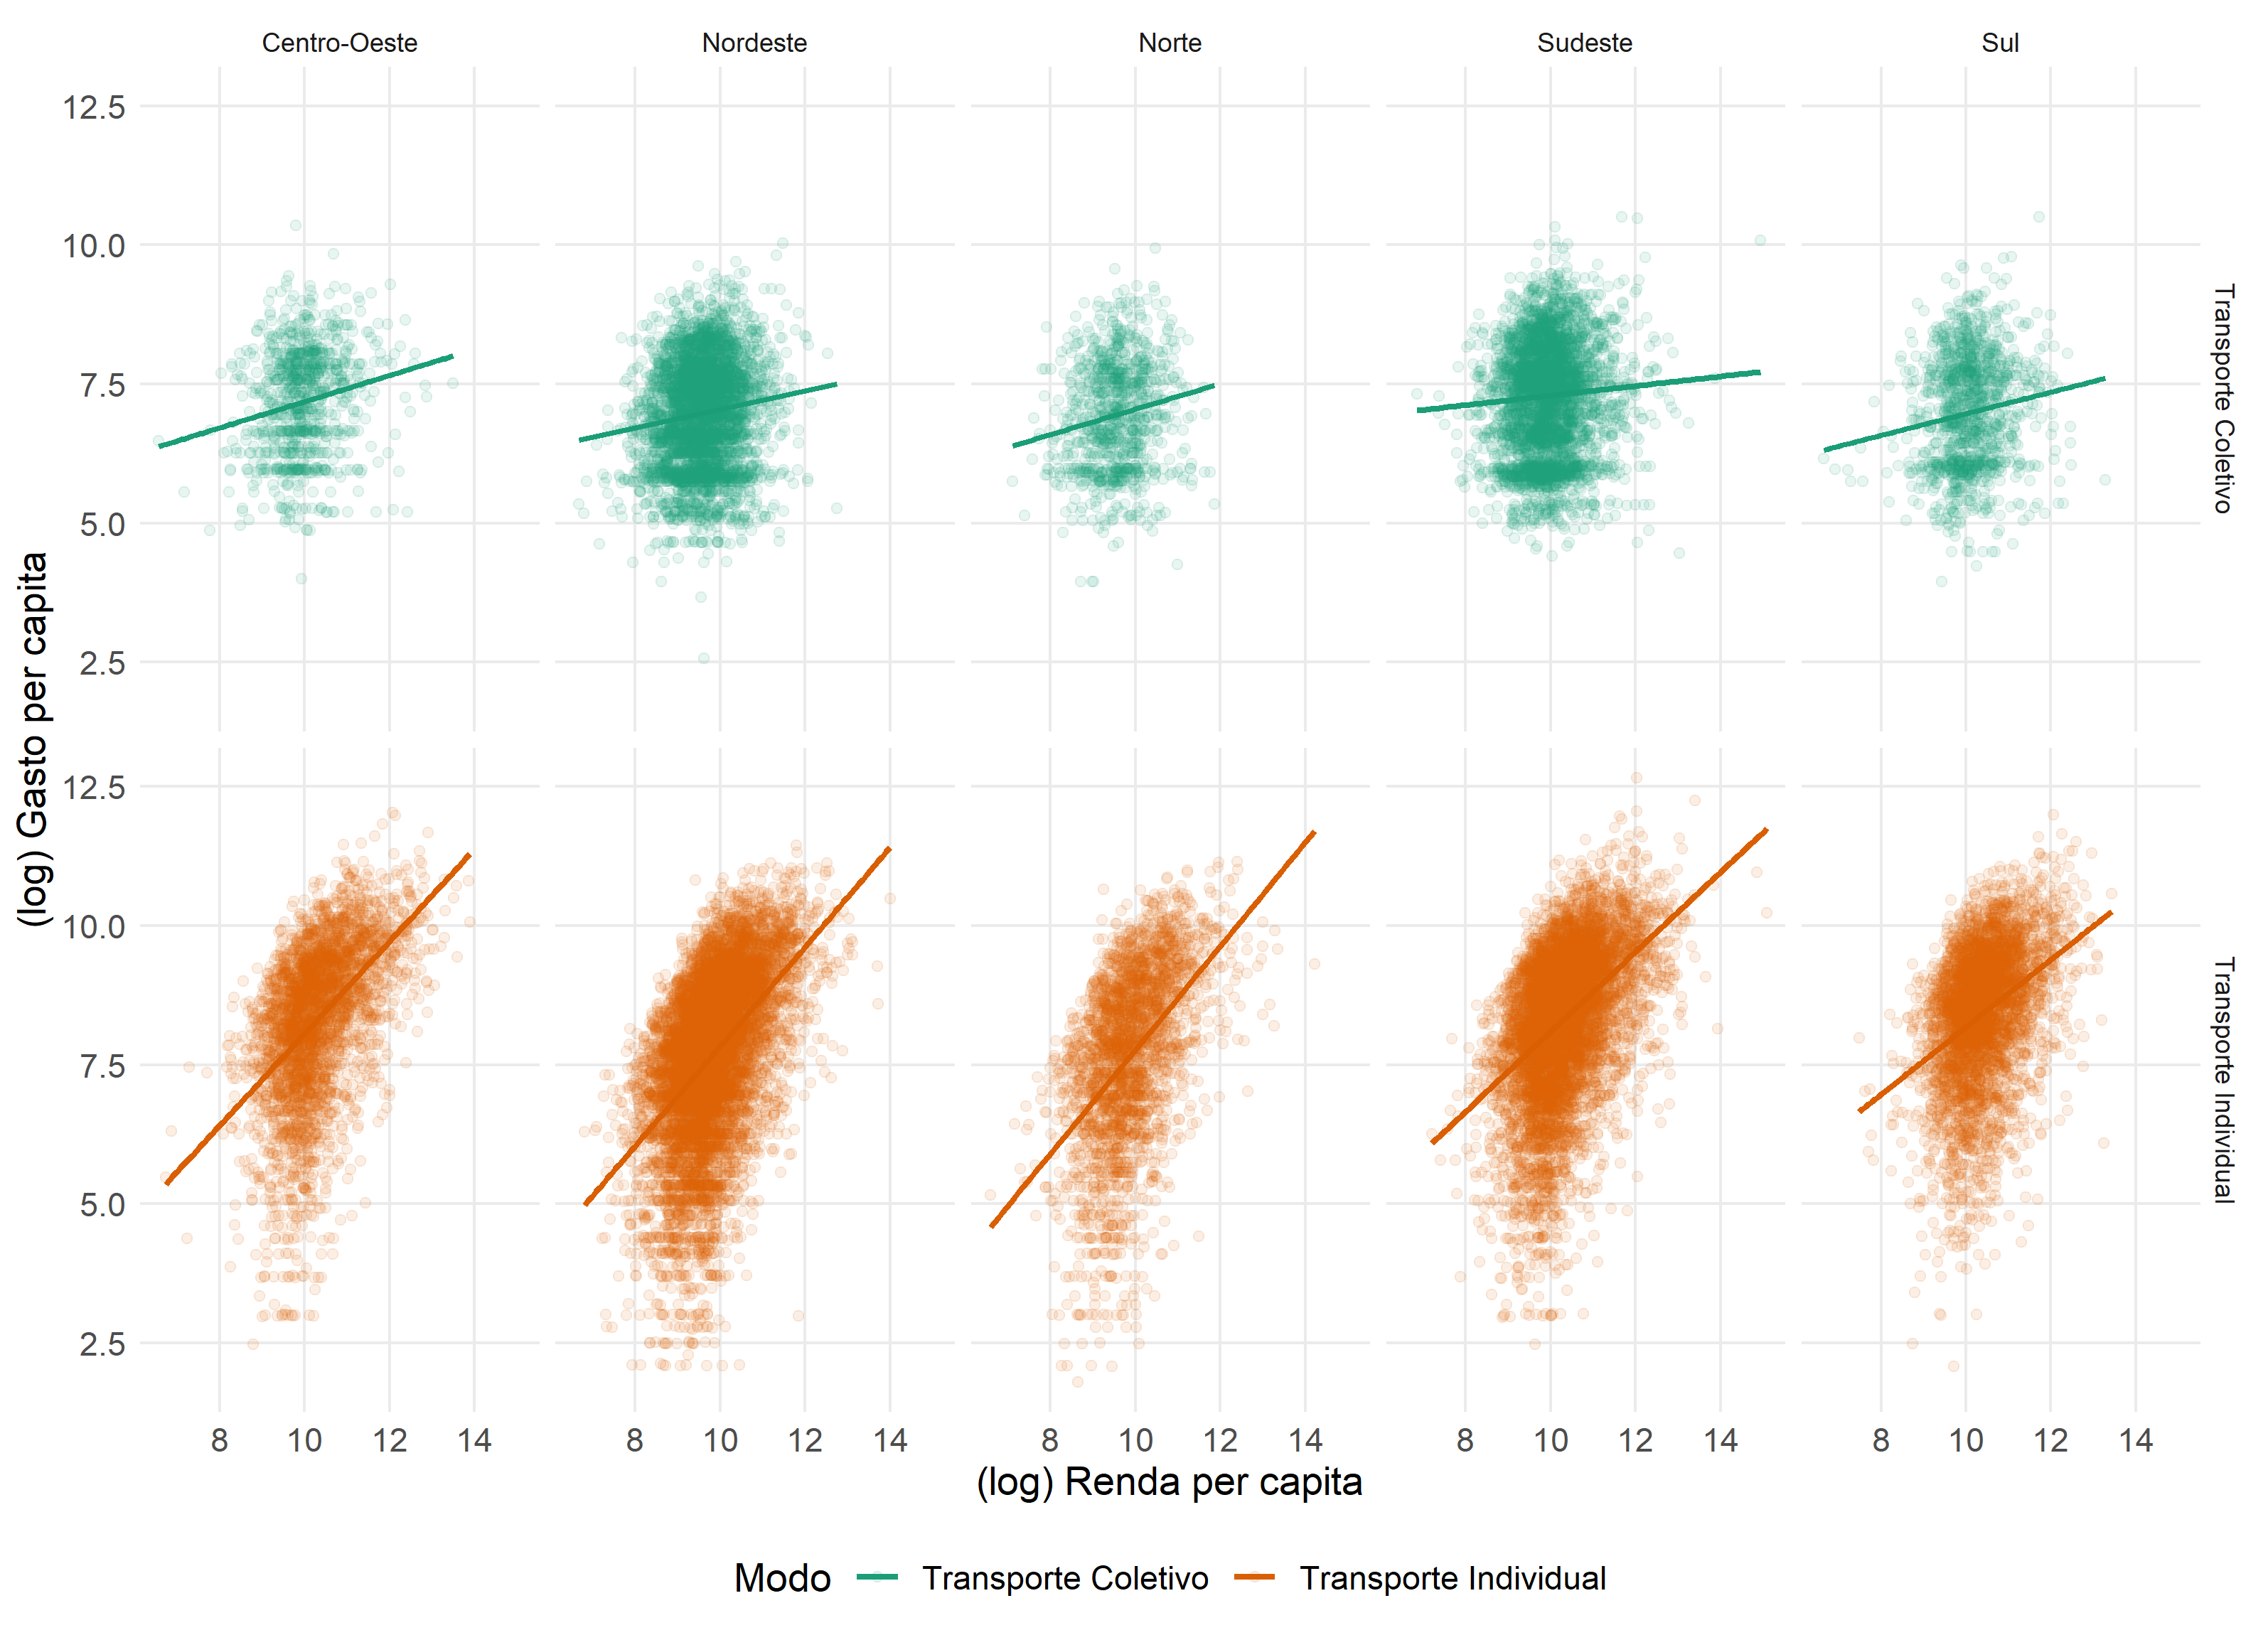 Centro-Oeste Nordeste Norte Sudeste Sul
12.5
10.0
7.5
5.0
2.5
Transporte Coletivo
(log) Gasto per capita
12.5
10.0
7.5
5.0
2.5
Transporte Individual
8 10 12 14 8 10 12 14 8 10 12 14 8 10 12 14 8 10 12 14
(log) Renda per capita
Modo Transporte Coletivo Transporte Individual